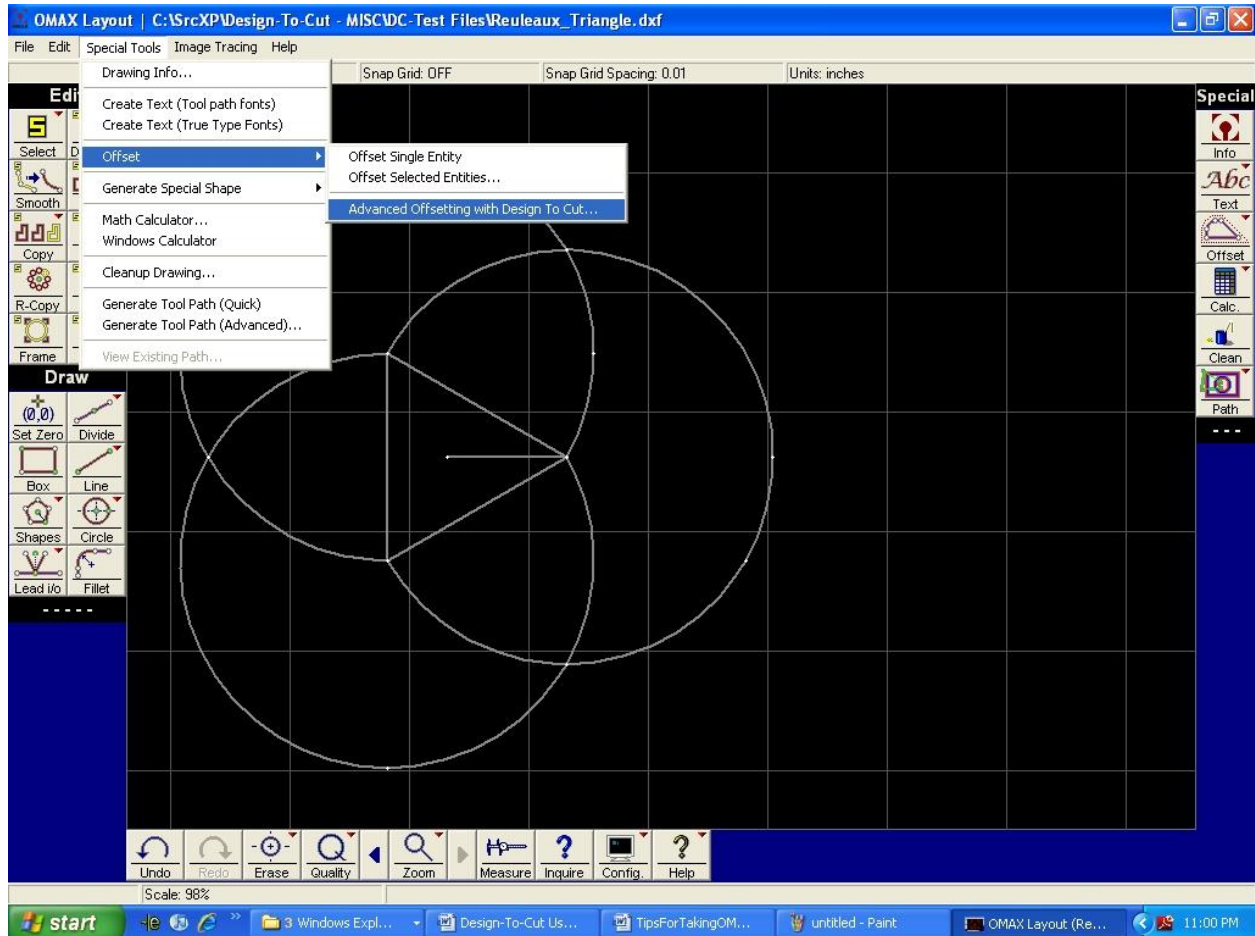 OMAX Layout | C:\SrcXP\Design-To-Cut - MISC\DC-Test Files\Reuleaux_Triangle.dxf
File Edit Special Tools Image Tracing Help
Snap Grid: OFF Snap Grid Spacing: 0.01 Units: inches
Drawing Info...
Create Text (Tool path fonts)
Create Text (True Type Fonts)
Offset
Generate Special Shape
Math Calculator...
Windows Calculator
Cleanup Drawing...
Generate Tool Path (Quick)
Generate Tool Path (Advanced)...
View Existing Path...
Offset Single Entity
Offset Selected Entities...
Advanced Offsetting with Design To Cut...
Select
Smooth
Copy
R-Copy
Frame
Draw
(0,0)
Set Zero Divide
Box Line
Shapes Circle
Lead i/o Fillet
- - - - -
Special
Info
Abc
Text
Offset
Calc.
Clean
Path
- - -
Undo Redo Erase Quality Zoom Measure Inquire Config. Help
Scale: 98%
start 3 Windows Expl... Design-To-Cut Us... TipsForTakingOM... untitled - Paint OMAX Layout (Re... 11:00 PM